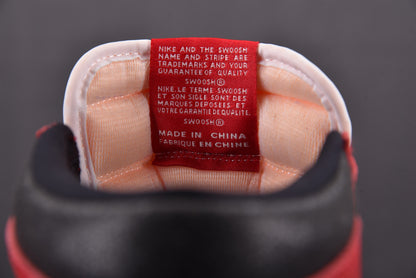 NIKE AND THE SWOOSH
NAME AND STRIPE ARE
TRADEMARKS AND YOUR
GUARANTEE OF QUALITY
SWOOSH®
NIKE. LE TERME SWOOSH
ET SON SIGLE SONT DES
MARQUES DEPOSEES ET
VOTRE GARANTIE DE QUALITE.
SWOOSH®
MADE IN CHINA
FABRIQUE EN CHINE